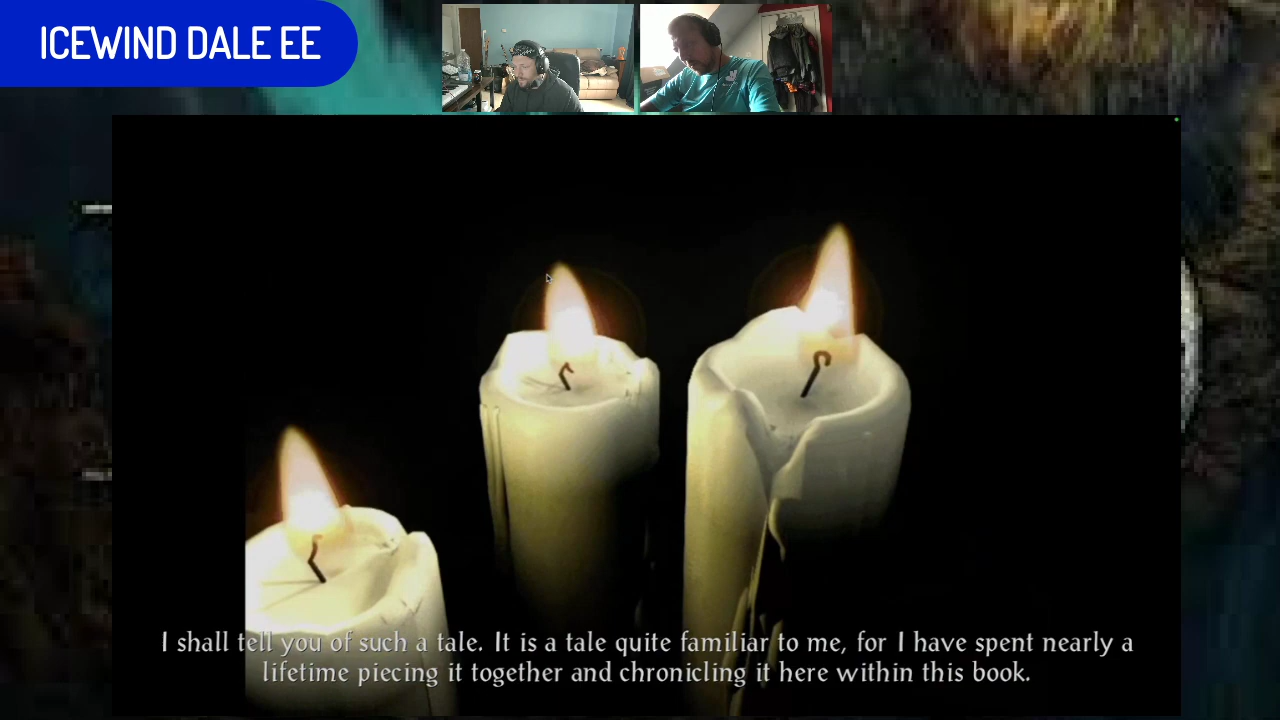 ICEWIND DALE EE
I shall tell you of such a tale. It is a tale quite familiar to me, for I have spent nearly a
lifetime piecing it together and chronicling it here within this book.